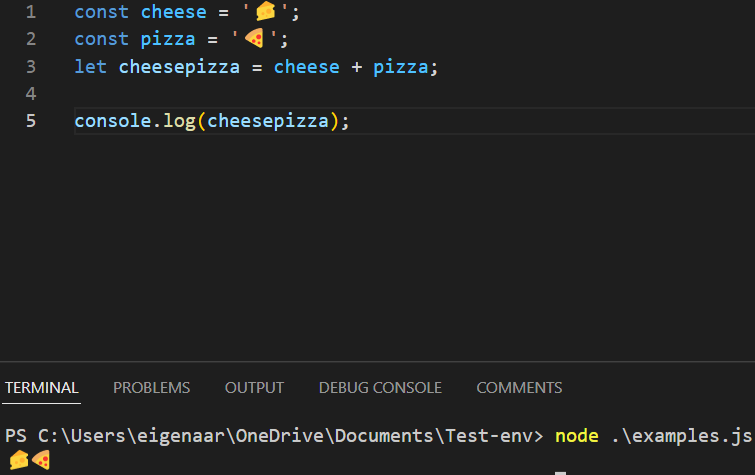 1 const cheese = '🧀';
2 const pizza = '🍕';
3 let cheesepizza = cheese + pizza;
4
5 console.log(cheesepizza);
TERMINAL PROBLEMS OUTPUT DEBUG CONSOLE COMMENTS
PS C:\Users\eigenaar\OneDrive\Documents\Test-env> node .\examples.js
🧀🍕